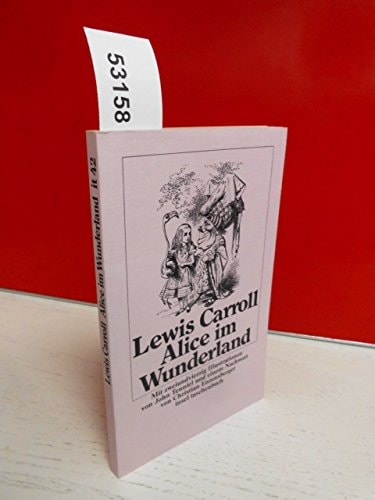 53158
Lewis Carroll Alice im Wunderland it 42
Lewis Carroll
Alice im
Wunderland
Mit zweiundvierzig Illustrationen
von John Tenniel und einem Nachwort
von Christian Enzensberger
insel taschenbuch